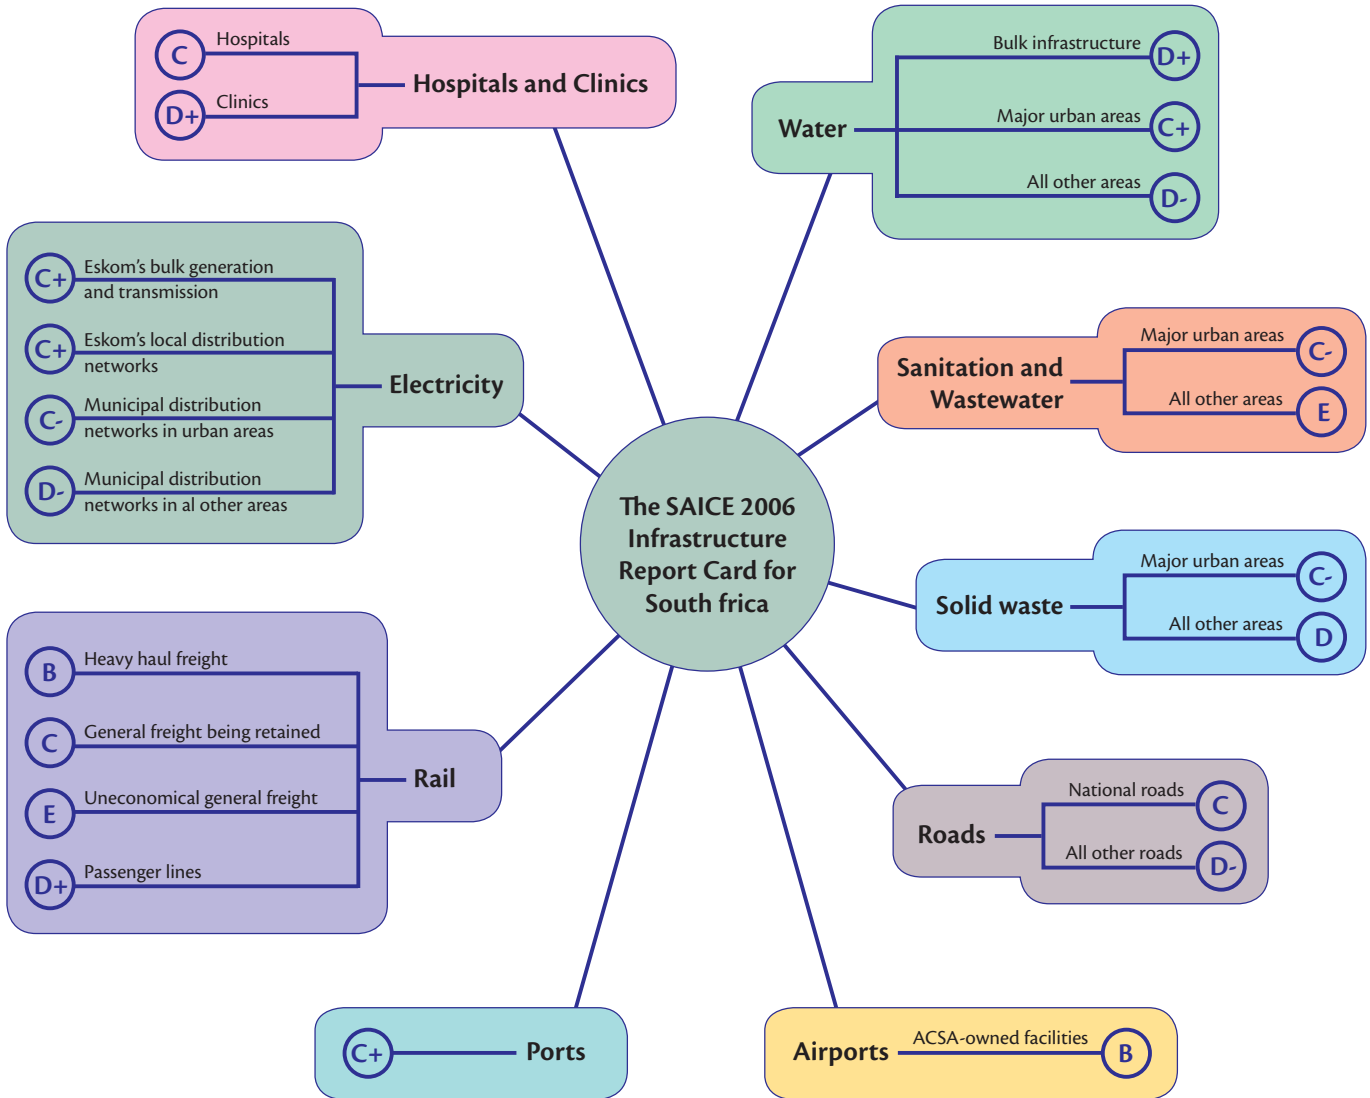 C
Hospitals
D+
Clinics
Hospitals and Clinics
Water
Bulk infrastructure
D+
Major urban areas
C+
All other areas
D-
C+
Eskom's bulk generation
and transmission
C+
Eskom's local distribution
networks
C-
Municipal distribution
networks in urban areas
D-
Municipal distribution
networks in al other areas
Electricity
Sanitation and
Wastewater
Major urban areas
C-
All other areas
E
The SAICE 2006
Infrastructure
Report Card for
South frica
Solid waste
Major urban areas
C-
All other areas
D
B
Heavy haul freight
C
General freight being retained
E
Uneconomical general freight
D+
Passenger lines
Rail
Roads
National roads
C
All other roads
D-
C+
Ports
Airports
ACSA-owned facilities
B